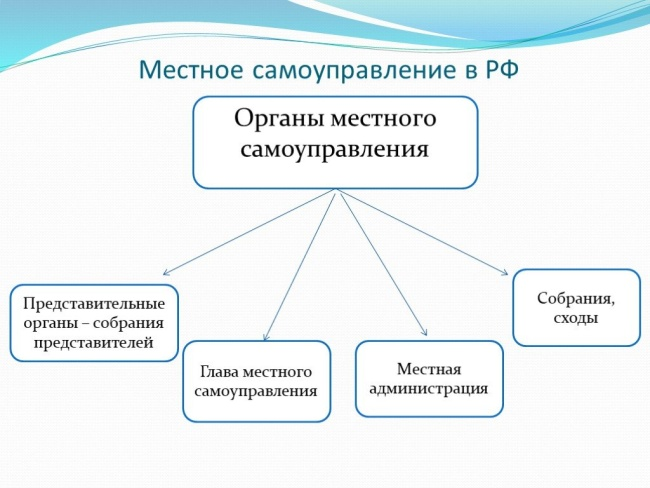 Местное самоуправление в РФ
Органы местного
самоуправления
Представительные
органы – собрания
представителей
Глава местного
самоуправления
Местная
администрация
Собрания,
сходы